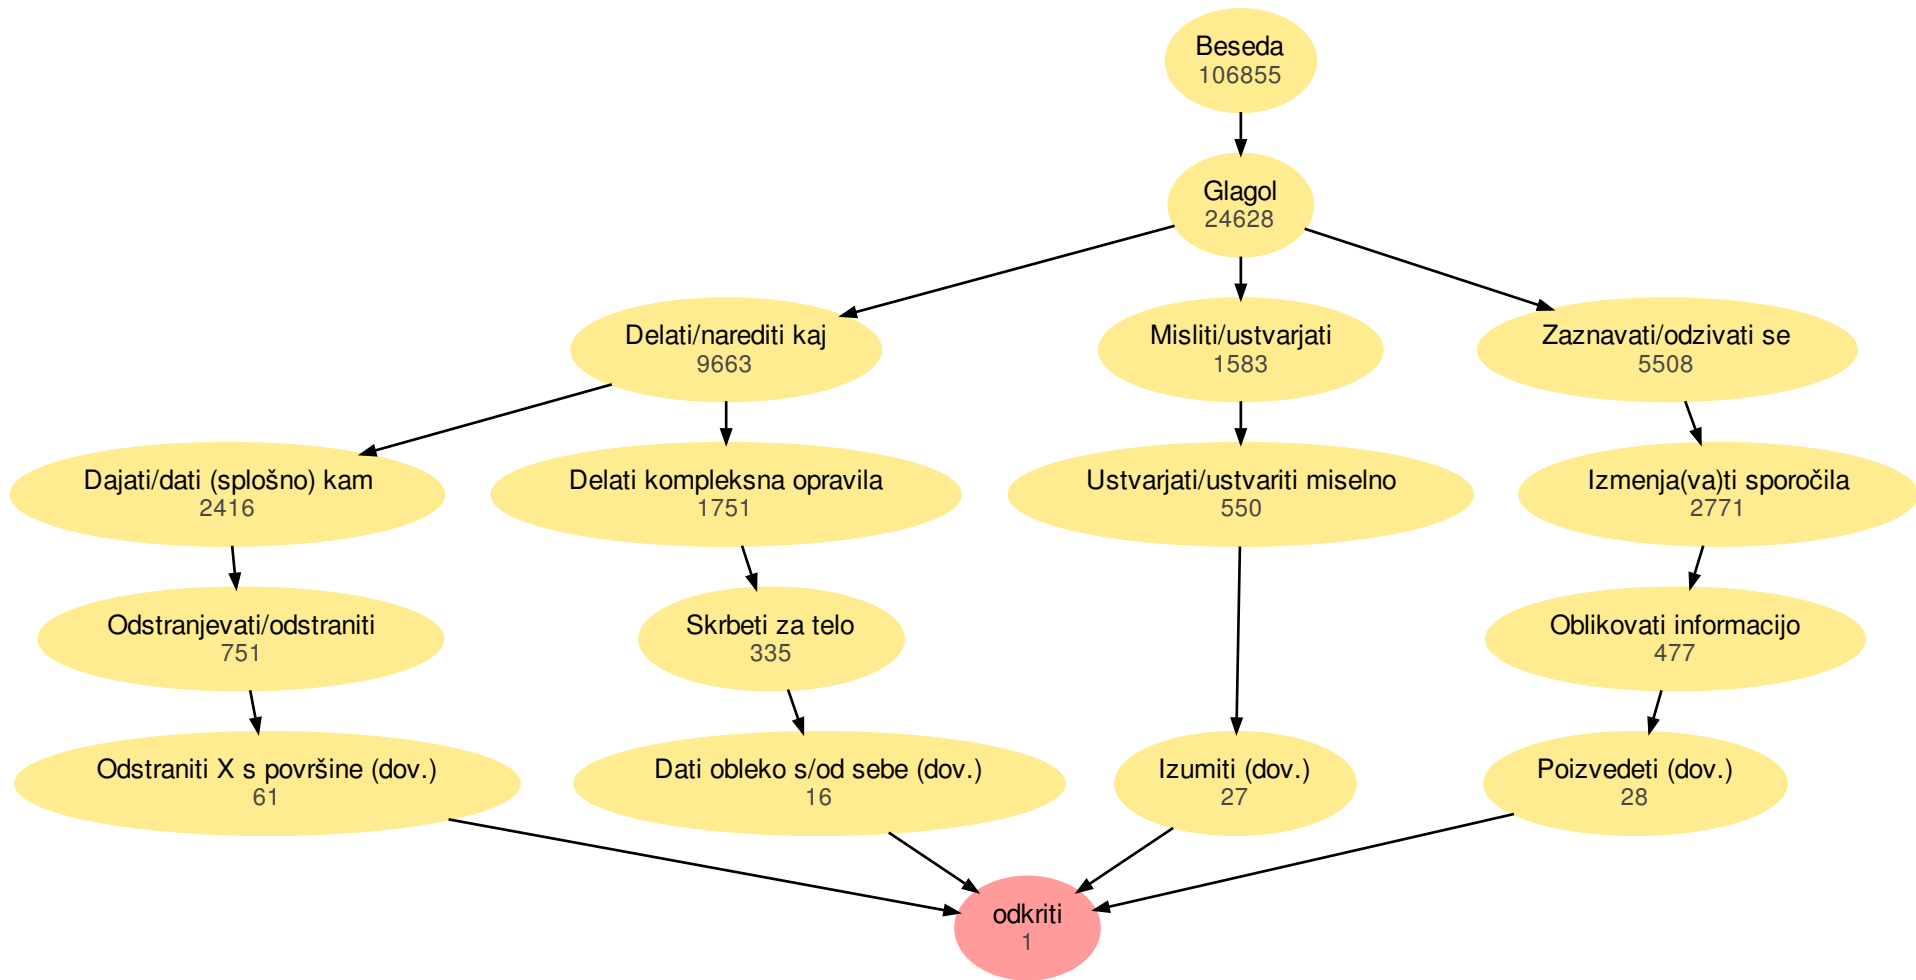 Beseda
106855
Glagol
24628
Delati/narediti kaj
9663
Misliti/ustvarjati
1583
Zaznavati/odzivati se
5508
Dajati/dati (splošno) kam
2416
Delati kompleksna opravila
1751
Ustvarjati/ustvariti miselno
550
Izmenja(va)ti sporočila
2771
Odstranjevati/odstraniti
751
Skrbeti za telo
335
Oblikovati informacijo
477
Odstraniti X s površine (dov.)
61
Dati obleko s/od sebe (dov.)
16
Izumiti (dov.)
27
Poizvedeti (dov.)
28
odkriti
1